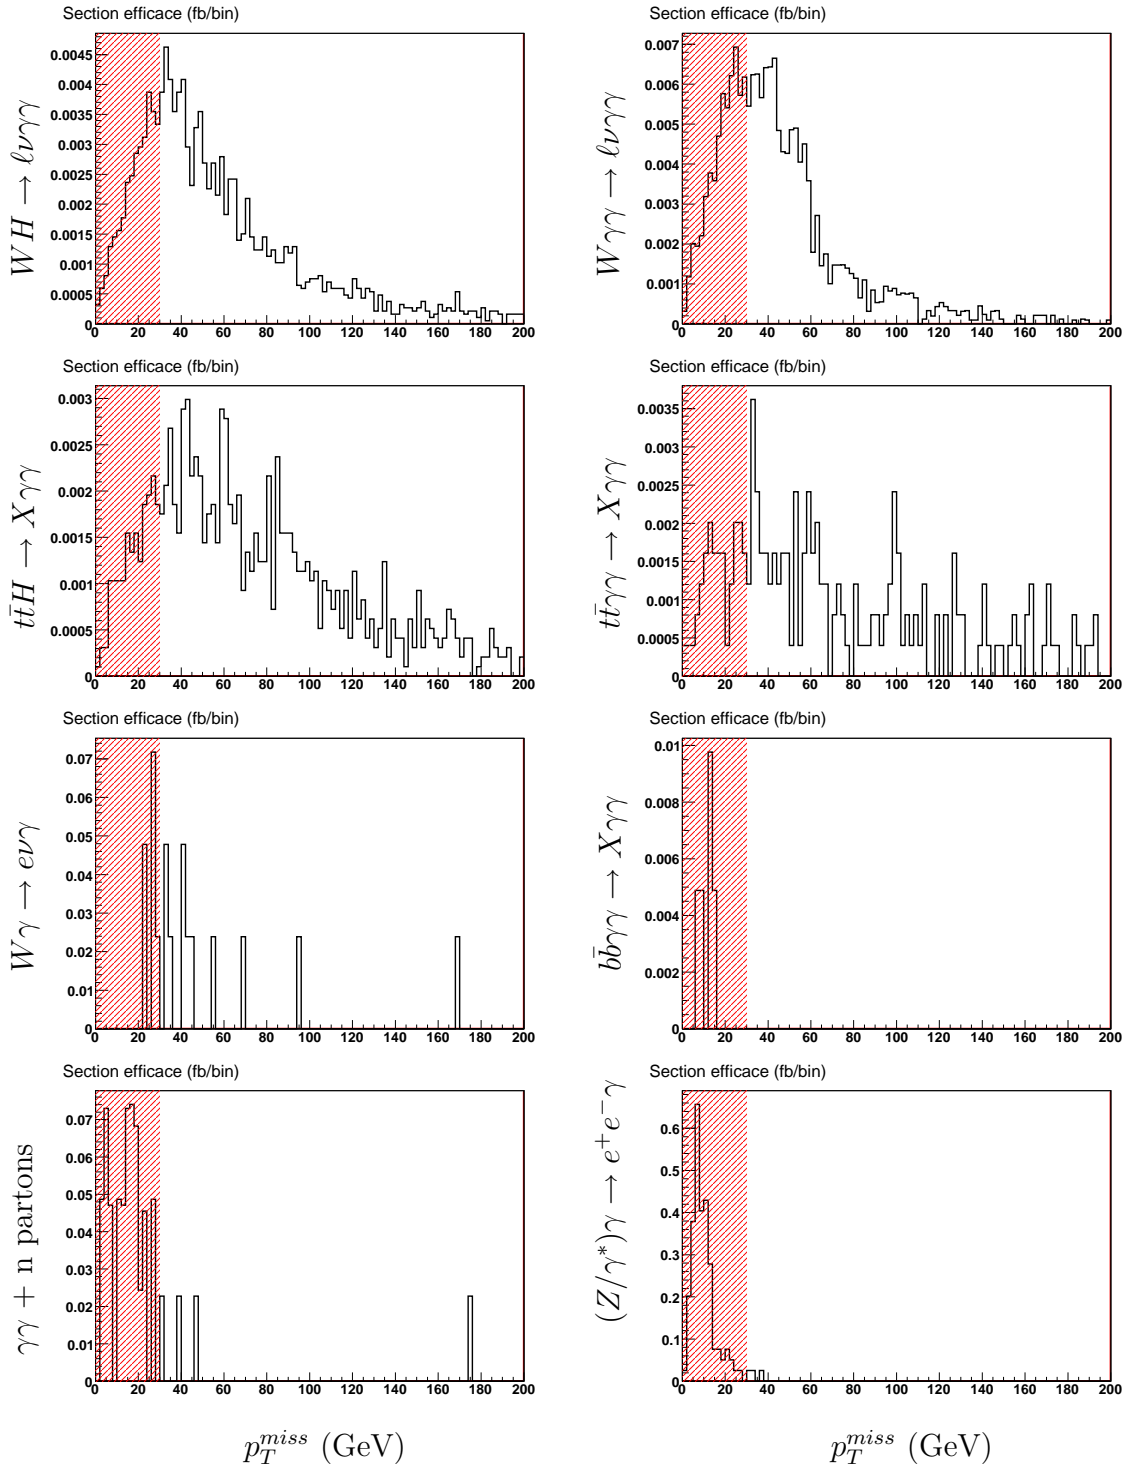 Section efficace (fb/bin)
WH → ℓνγγ
0.0045
0.004
0.0035
0.003
0.0025
0.002
0.0015
0.001
0.0005
0
0 20 40 60 80 100 120 140 160 180 200
Section efficace (fb/bin)
Wγγ → ℓνγγ
0.007
0.006
0.005
0.004
0.003
0.002
0.001
0
0 20 40 60 80 100 120 140 160 180 200
Section efficace (fb/bin)
tt̄H → Xγγ
0.003
0.0025
0.002
0.0015
0.001
0.0005
0
0 20 40 60 80 100 120 140 160 180 200
Section efficace (fb/bin)
tt̄γγ → Xγγ
0.0035
0.003
0.0025
0.002
0.0015
0.001
0.0005
0
0 20 40 60 80 100 120 140 160 180 200
Section efficace (fb/bin)
Wγ → eνγ
0.07
0.06
0.05
0.04
0.03
0.02
0.01
0
0 20 40 60 80 100 120 140 160 180 200
Section efficace (fb/bin)
bb̄γγ → Xγγ
0.01
0.008
0.006
0.004
0.002
0
0 20 40 60 80 100 120 140 160 180 200
Section efficace (fb/bin)
γγ + n partons
0.07
0.06
0.05
0.04
0.03
0.02
0.01
0
0 20 40 60 80 100 120 140 160 180 200
Section efficace (fb/bin)
(Z/γ*)γ → e⁺e⁻γ
0.6
0.5
0.4
0.3
0.2
0.1
0
0 20 40 60 80 100 120 140 160 180 200
p_T^{miss} (GeV)
p_T^{miss} (GeV)